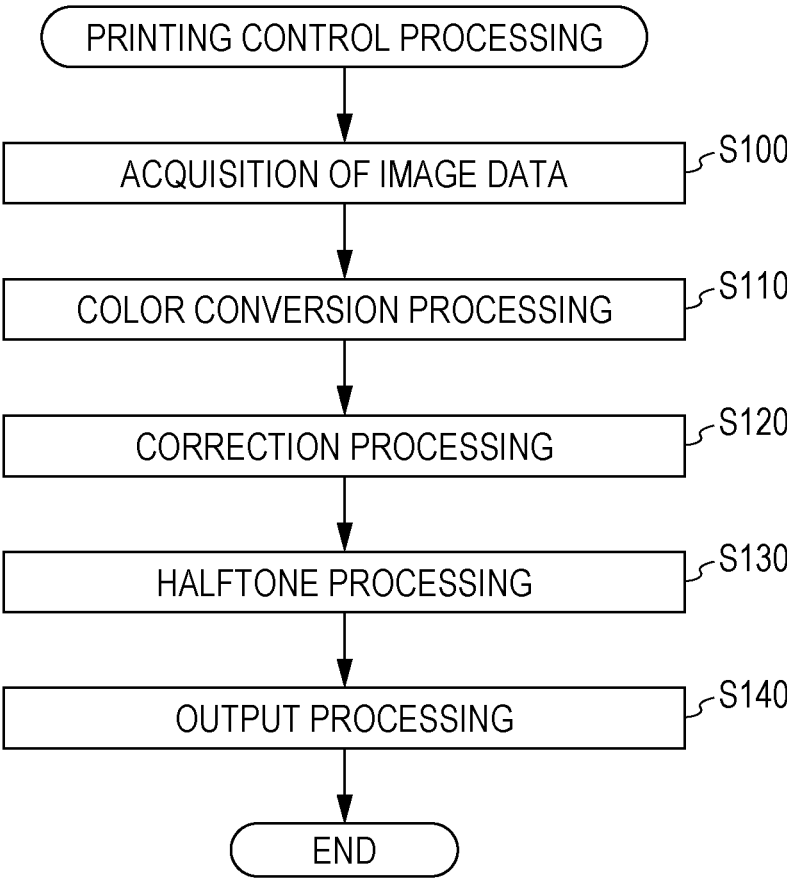 PRINTING CONTROL PROCESSING
S100
ACQUISITION OF IMAGE DATA
S110
COLOR CONVERSION PROCESSING
S120
CORRECTION PROCESSING
S130
HALFTONE PROCESSING
S140
OUTPUT PROCESSING
END